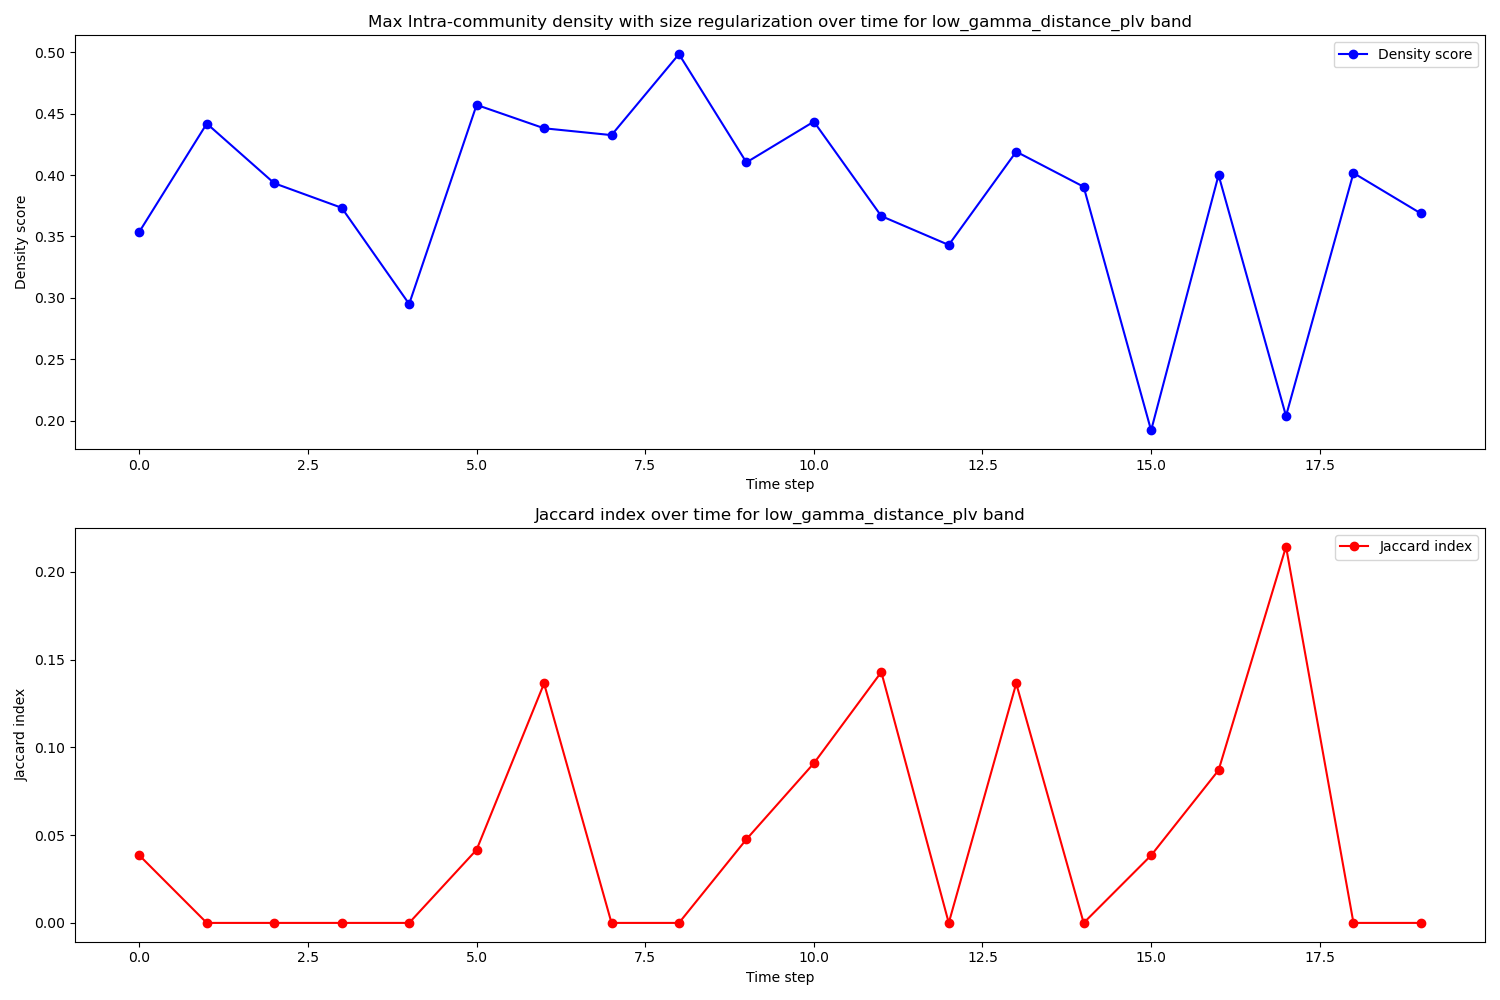 Max Intra-community density with size regularization over time for low_gamma_distance_plv band
Density score
0.50
0.45
0.40
0.35
0.30
0.25
0.20
Density score
0.0 2.5 5.0 7.5 10.0 12.5 15.0 17.5
Time step
Jaccard index over time for low_gamma_distance_plv band
Jaccard index
0.20
0.15
0.10
0.05
0.00
Jaccard index
0.0 2.5 5.0 7.5 10.0 12.5 15.0 17.5
Time step